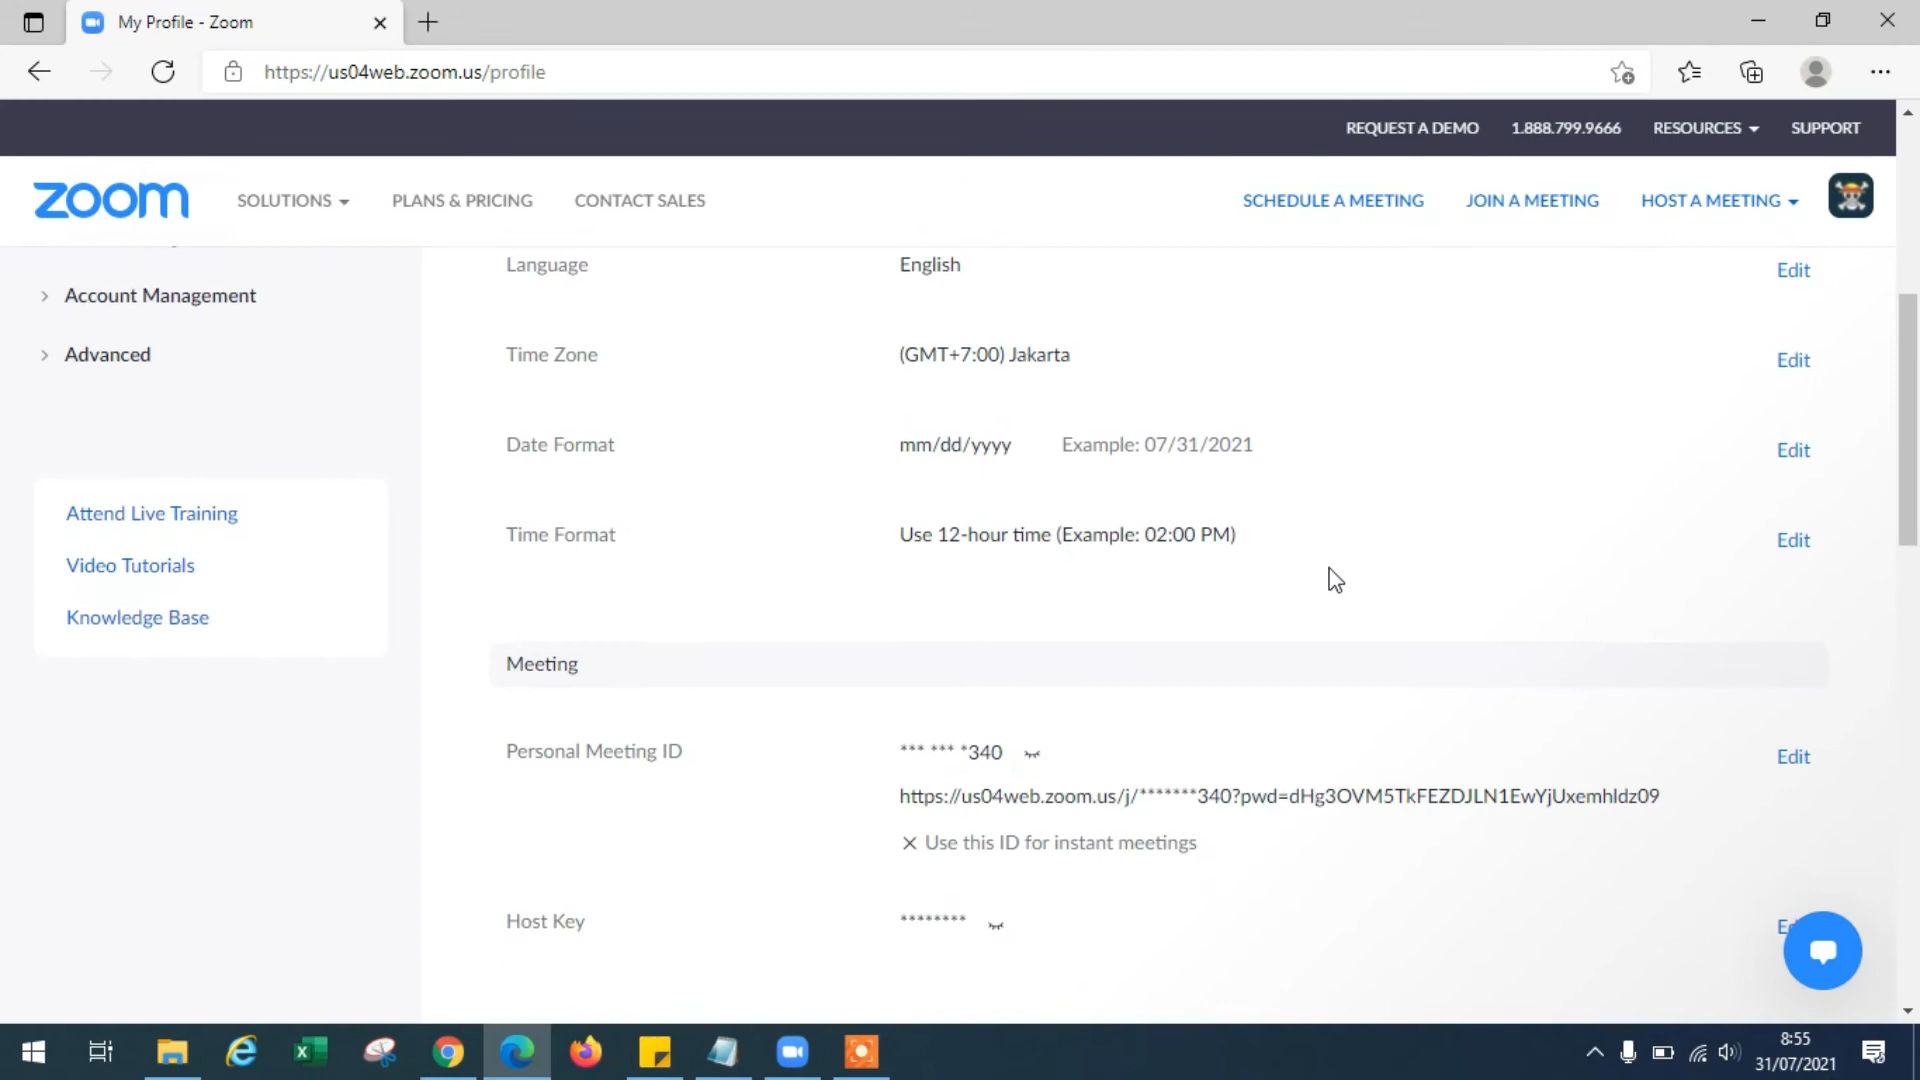 My Profile - Zoom
https://us04web.zoom.us/profile
REQUEST A DEMO 1.888.799.9666 RESOURCES SUPPORT
zoom SOLUTIONS PLANS & PRICING CONTACT SALES SCHEDULE A MEETING JOIN A MEETING HOST A MEETING
Account Management
Advanced
Attend Live Training
Video Tutorials
Knowledge Base
Language English Edit
Time Zone (GMT+7:00) Jakarta Edit
Date Format mm/dd/yyyy Example: 07/31/2021 Edit
Time Format Use 12-hour time (Example: 02:00 PM) Edit
Meeting
Personal Meeting ID *** *** *340 Edit
https://us04web.zoom.us/j/*******340?pwd=dHg3OVM5TkFEZDJLN1EwYjUxemhldz09
Use this ID for instant meetings
Host Key ********
8:55
31/07/2021